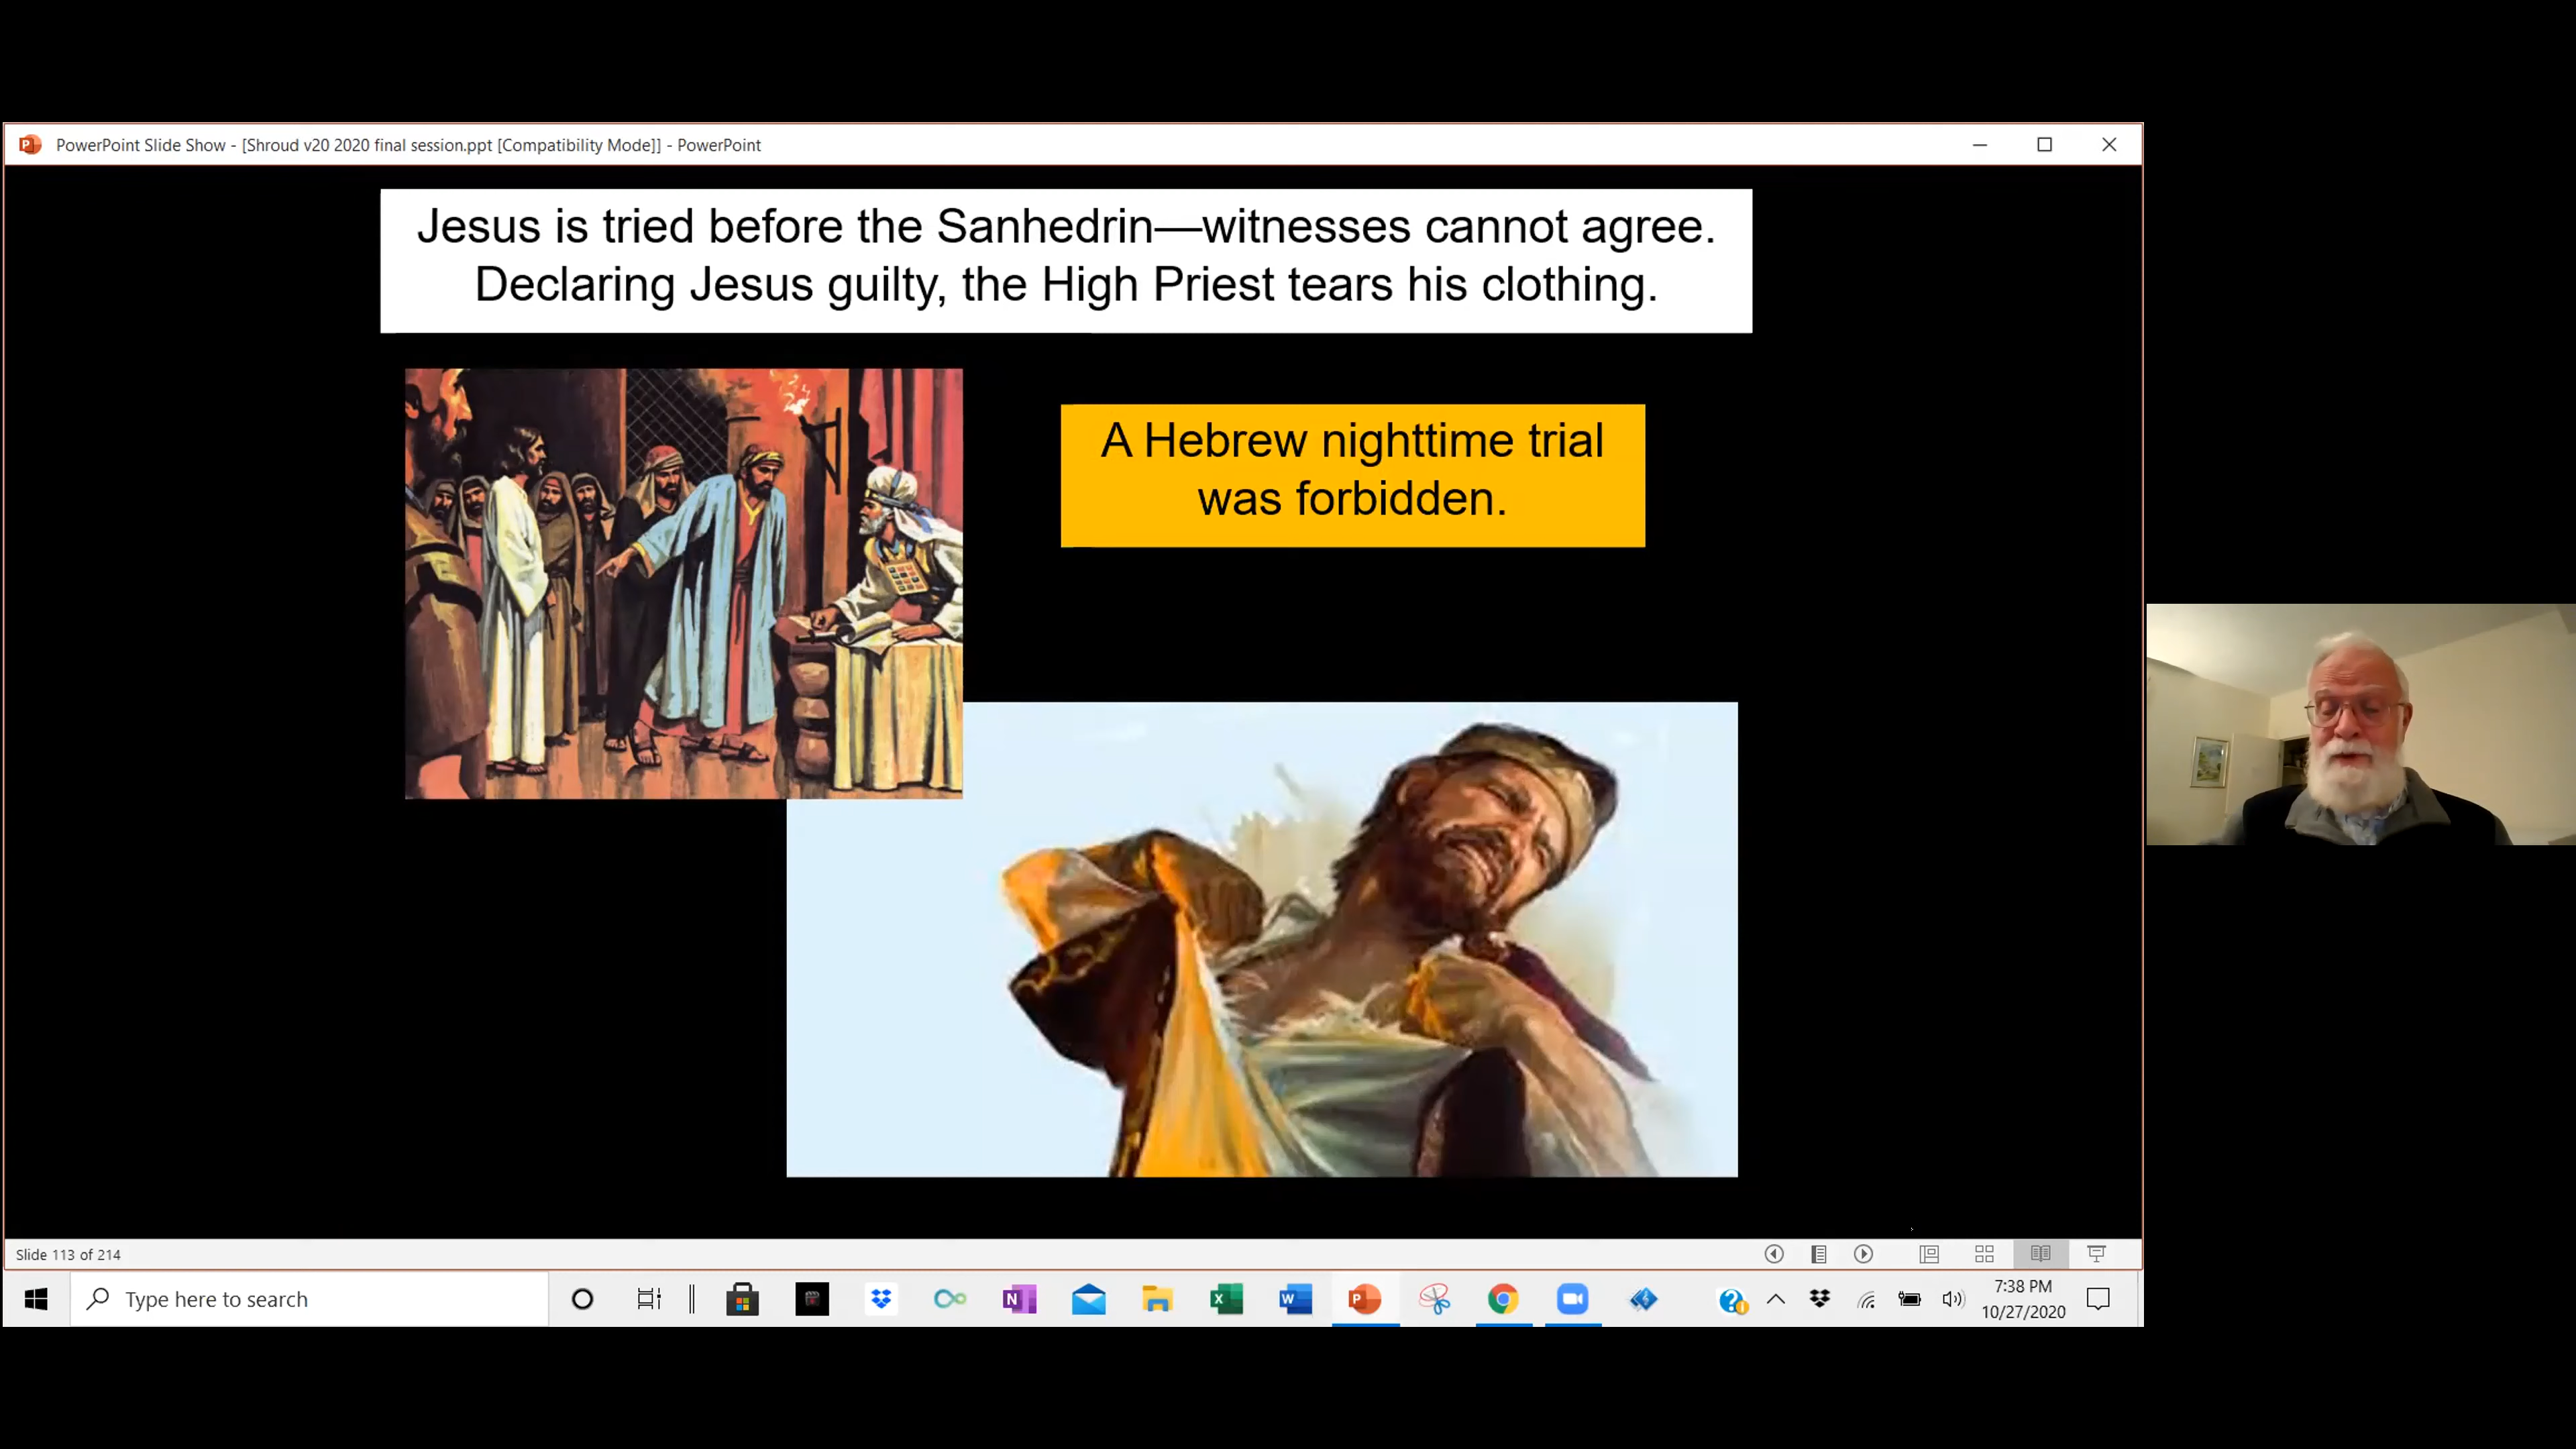 PowerPoint Slide Show - [Shroud v20 2020 final session.ppt [Compatibility Mode]] - PowerPoint
Jesus is tried before the Sanhedrin—witnesses cannot agree.
Declaring Jesus guilty, the High Priest tears his clothing.
A Hebrew nighttime trial
was forbidden.
Slide 113 of 214
Type here to search
7:38 PM
10/27/2020